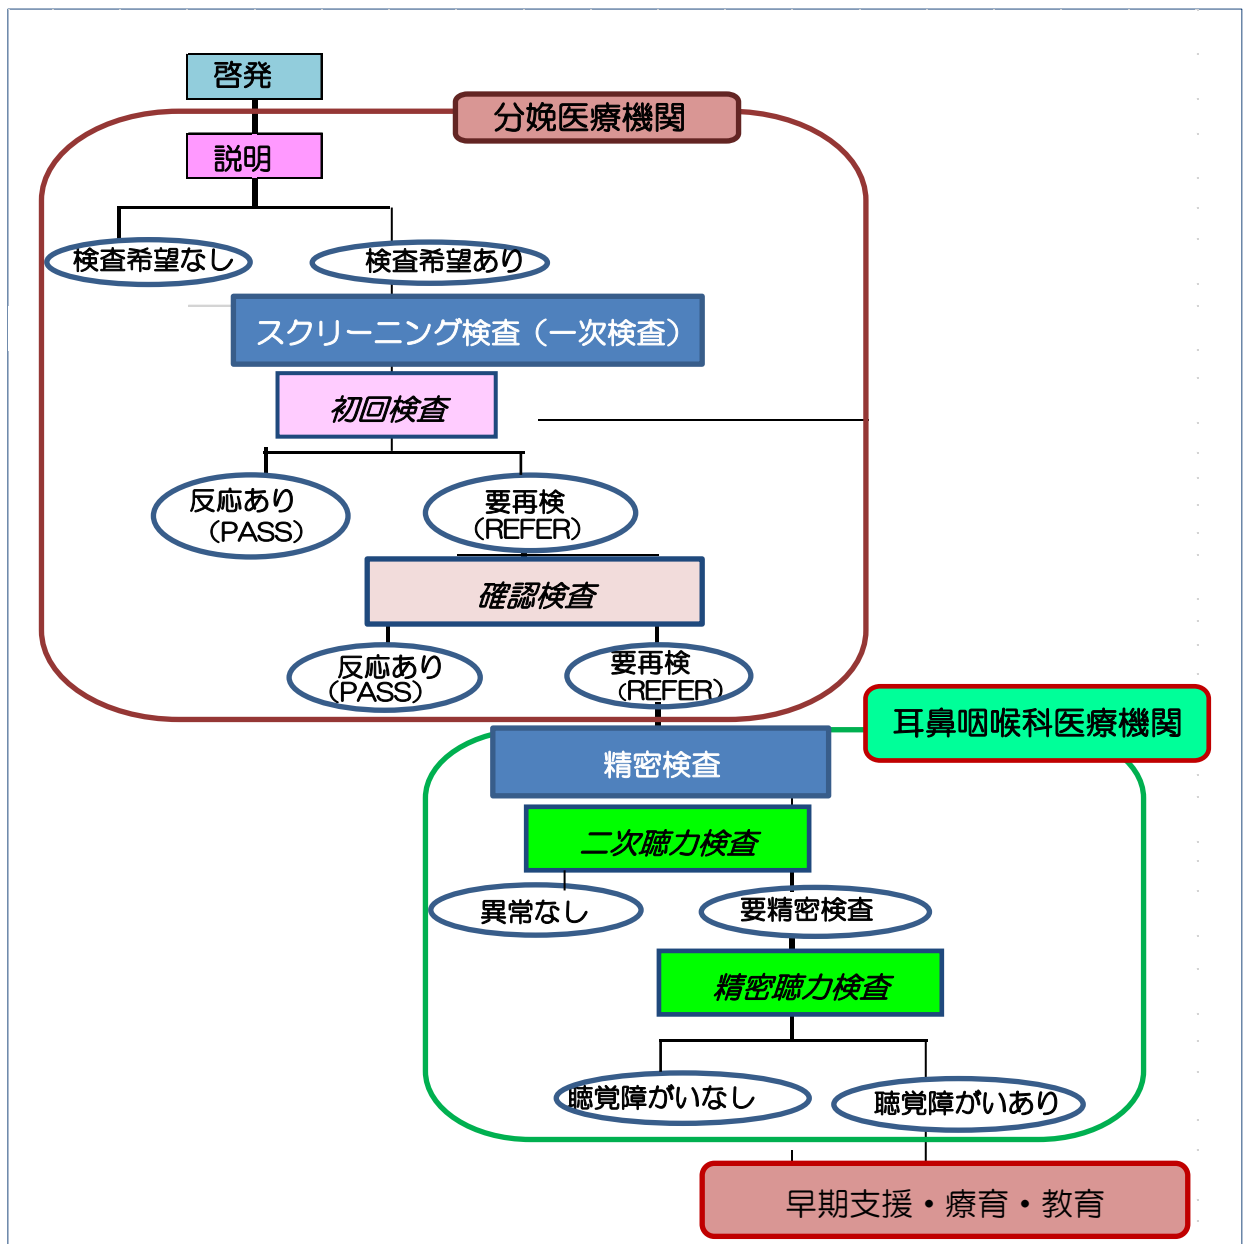 啓発
分娩医療機関
説明
検査希望なし
検査希望あり
スクリーニング検査（一次検査）
初回検査
反応あり
（PASS）
要再検
（REFER）
確認検査
反応あり
（PASS）
要再検
（REFER）
耳鼻咽喉科医療機関
精密検査
二次聴力検査
異常なし
要精密検査
精密聴力検査
聴覚障がいなし
聴覚障がいあり
早期支援・療育・教育